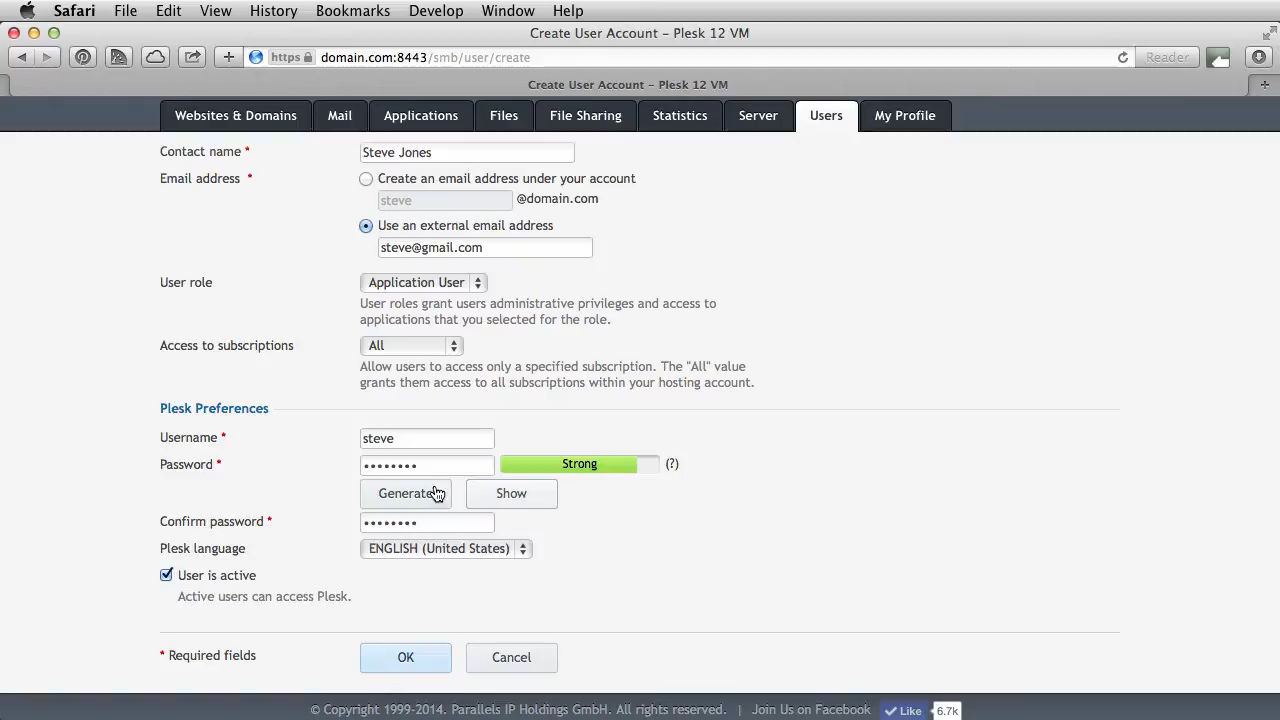 Safari File Edit View History Bookmarks Develop Window Help
Create User Account – Plesk 12 VM
https domain.com:8443/smb/user/create Reader
Create User Account – Plesk 12 VM
Websites & Domains Mail Applications Files File Sharing Statistics Server Users My Profile
Contact name * Steve Jones
Email address * Create an email address under your account
steve @domain.com
Use an external email address
steve@gmail.com
User role Application User
User roles grant users administrative privileges and access to
applications that you selected for the role.
Access to subscriptions All
Allow users to access only a specified subscription. The "All" value
grants them access to all subscriptions within your hosting account.
Plesk Preferences
Username * steve
Password * •••••••• Strong (?)
Generate Show
Confirm password * ••••••••
Plesk language ENGLISH (United States)
User is active
Active users can access Plesk.
* Required fields OK Cancel
© Copyright 1999-2014. Parallels IP Holdings GmbH. All rights reserved. | Join Us on Facebook Like 6.7k